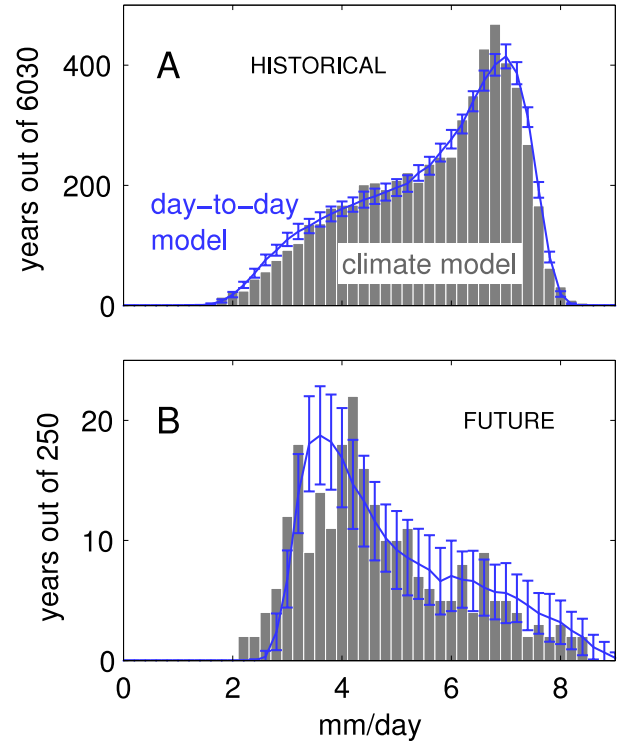 A
HISTORICAL
years out of 6030
400
200
0
day-to-day
model
climate model
B
FUTURE
years out of 250
20
10
0
0 2 4 6 8
mm/day